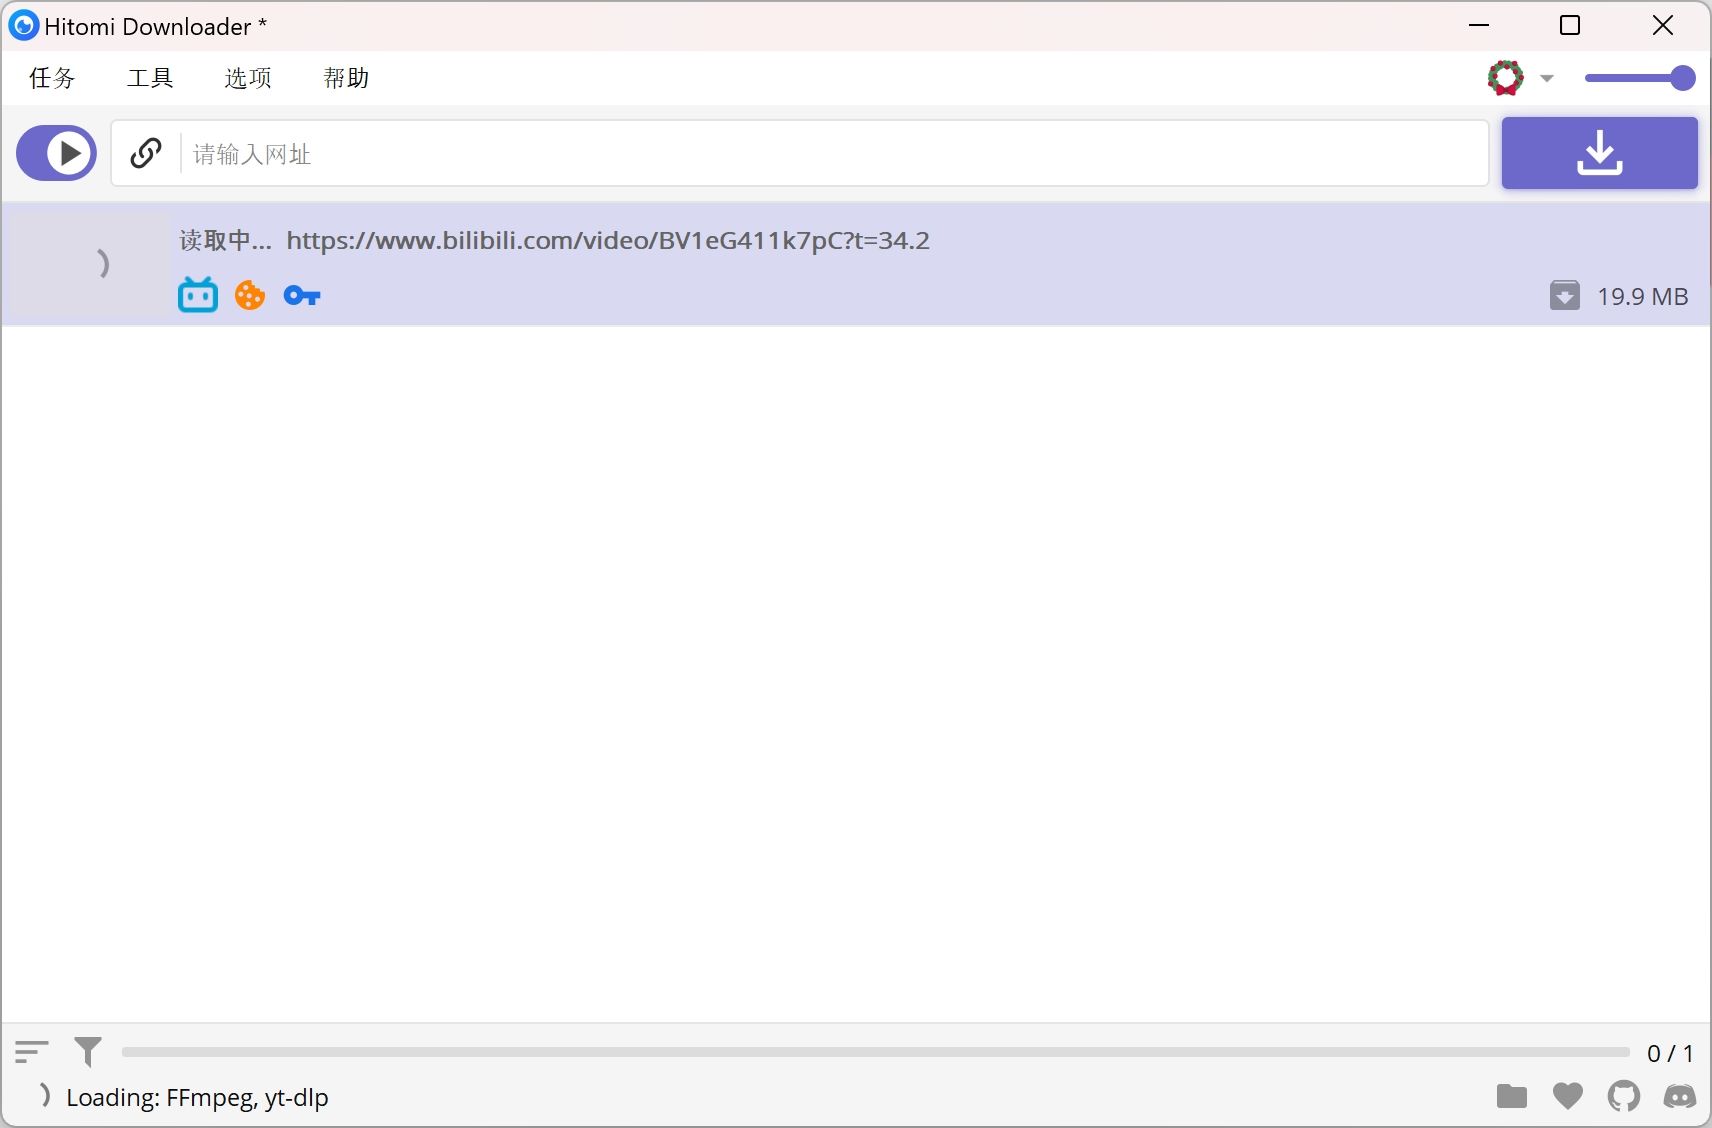 Hitomi Downloader *
任务 工具 选项 帮助
请输入网址
读取中... https://www.bilibili.com/video/BV1eG411k7pC?t=34.2
19.9 MB
0 / 1
Loading: FFmpeg, yt-dlp